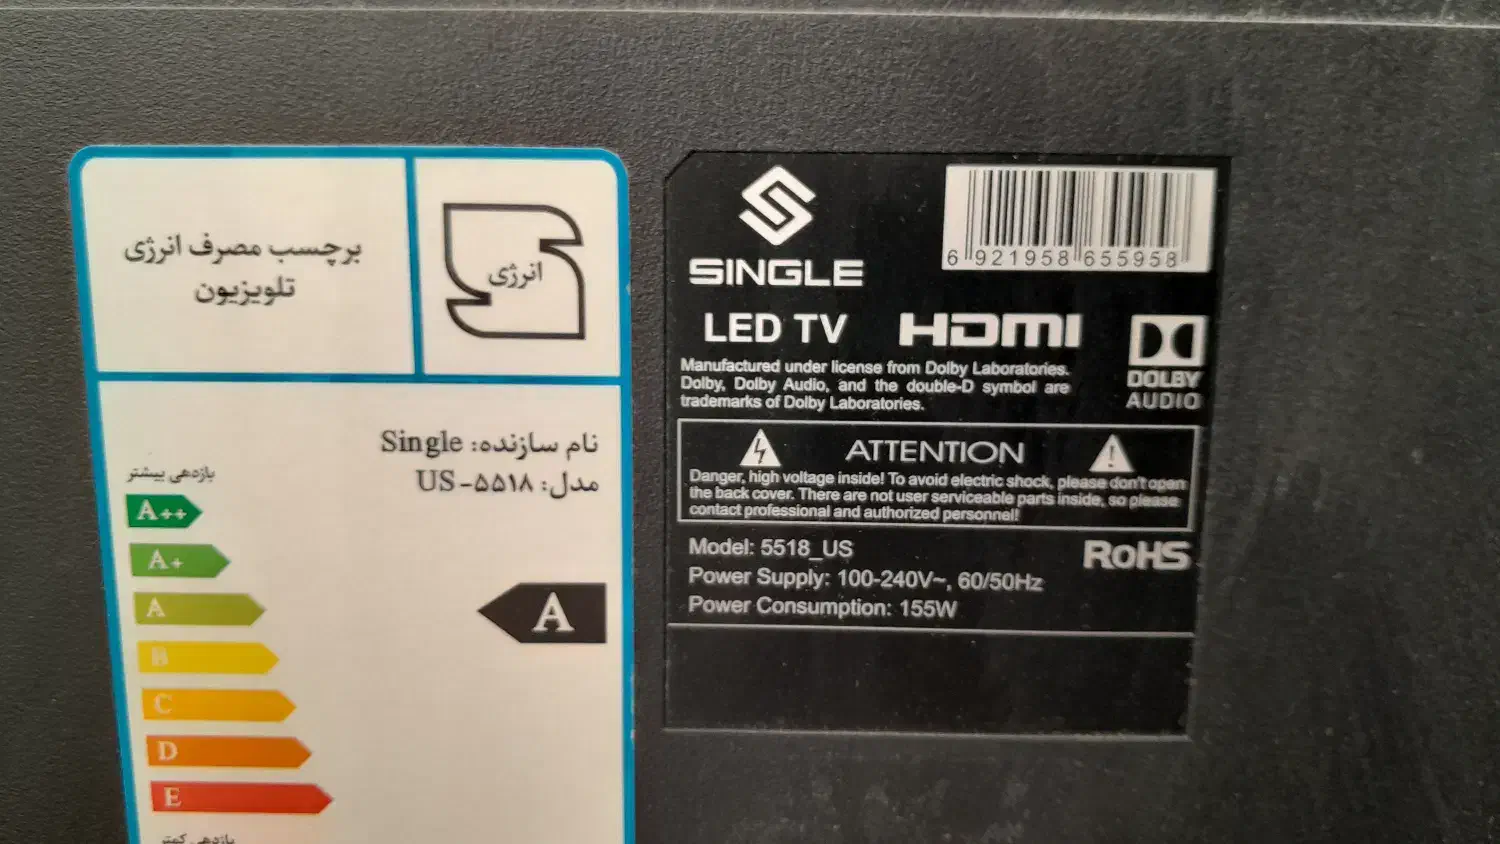 برچسب مصرف انرژی
تلویزیون
انرژی
نام سازنده: Single
مدل: US-۵۵۱۸
بازدهی بیشتر
A++
A+
A
B
C
D
E
بازدهی کمتر
A
SINGLE
6 921958 655958
LED TV
HDMI
DOLBY
AUDIO
Manufactured under license from Dolby Laboratories.
Dolby, Dolby Audio, and the double-D symbol are
trademarks of Dolby Laboratories.
ATTENTION
Danger, high voltage inside! To avoid electric shock, please don't open
the back cover. There are not user serviceable parts inside, so please
contact professional and authorized personnel!
Model: 5518_US
RoHS
Power Supply: 100-240V~, 60/50Hz
Power Consumption: 155W